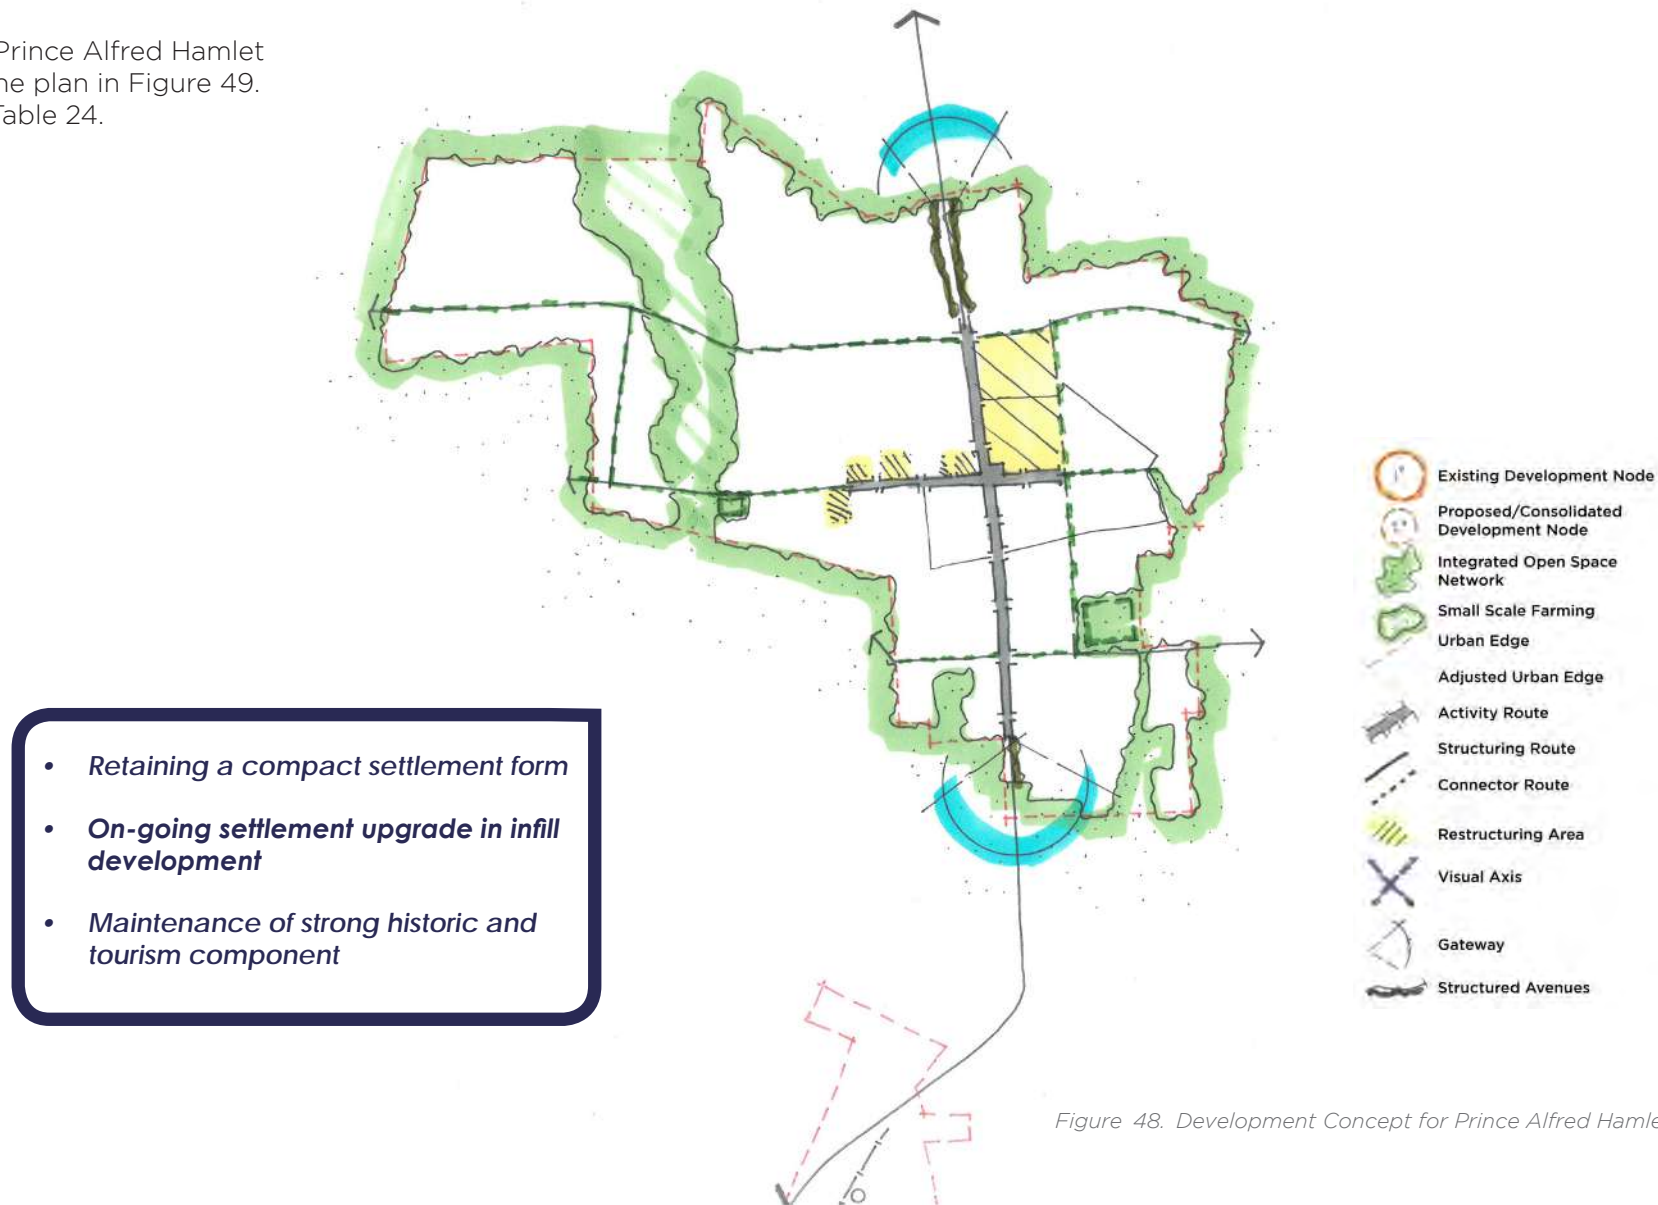 Prince Alfred Hamlet
ne plan in Figure 49.
Table 24.
• Retaining a compact settlement form
• On-going settlement upgrade in infill
development
• Maintenance of strong historic and
tourism component
Existing Development Node
Proposed/Consolidated
Development Node
Integrated Open Space
Network
Small Scale Farming
Urban Edge
Adjusted Urban Edge
Activity Route
Structuring Route
Connector Route
Restructuring Area
Visual Axis
Gateway
Structured Avenues
Figure 48. Development Concept for Prince Alfred Hamle